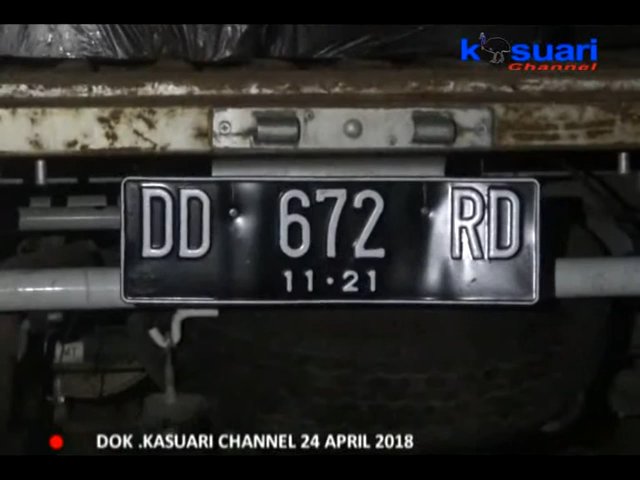 kasuari
Channel
DD 672 RD
11·21
DOK .KASUARI CHANNEL 24 APRIL 2018